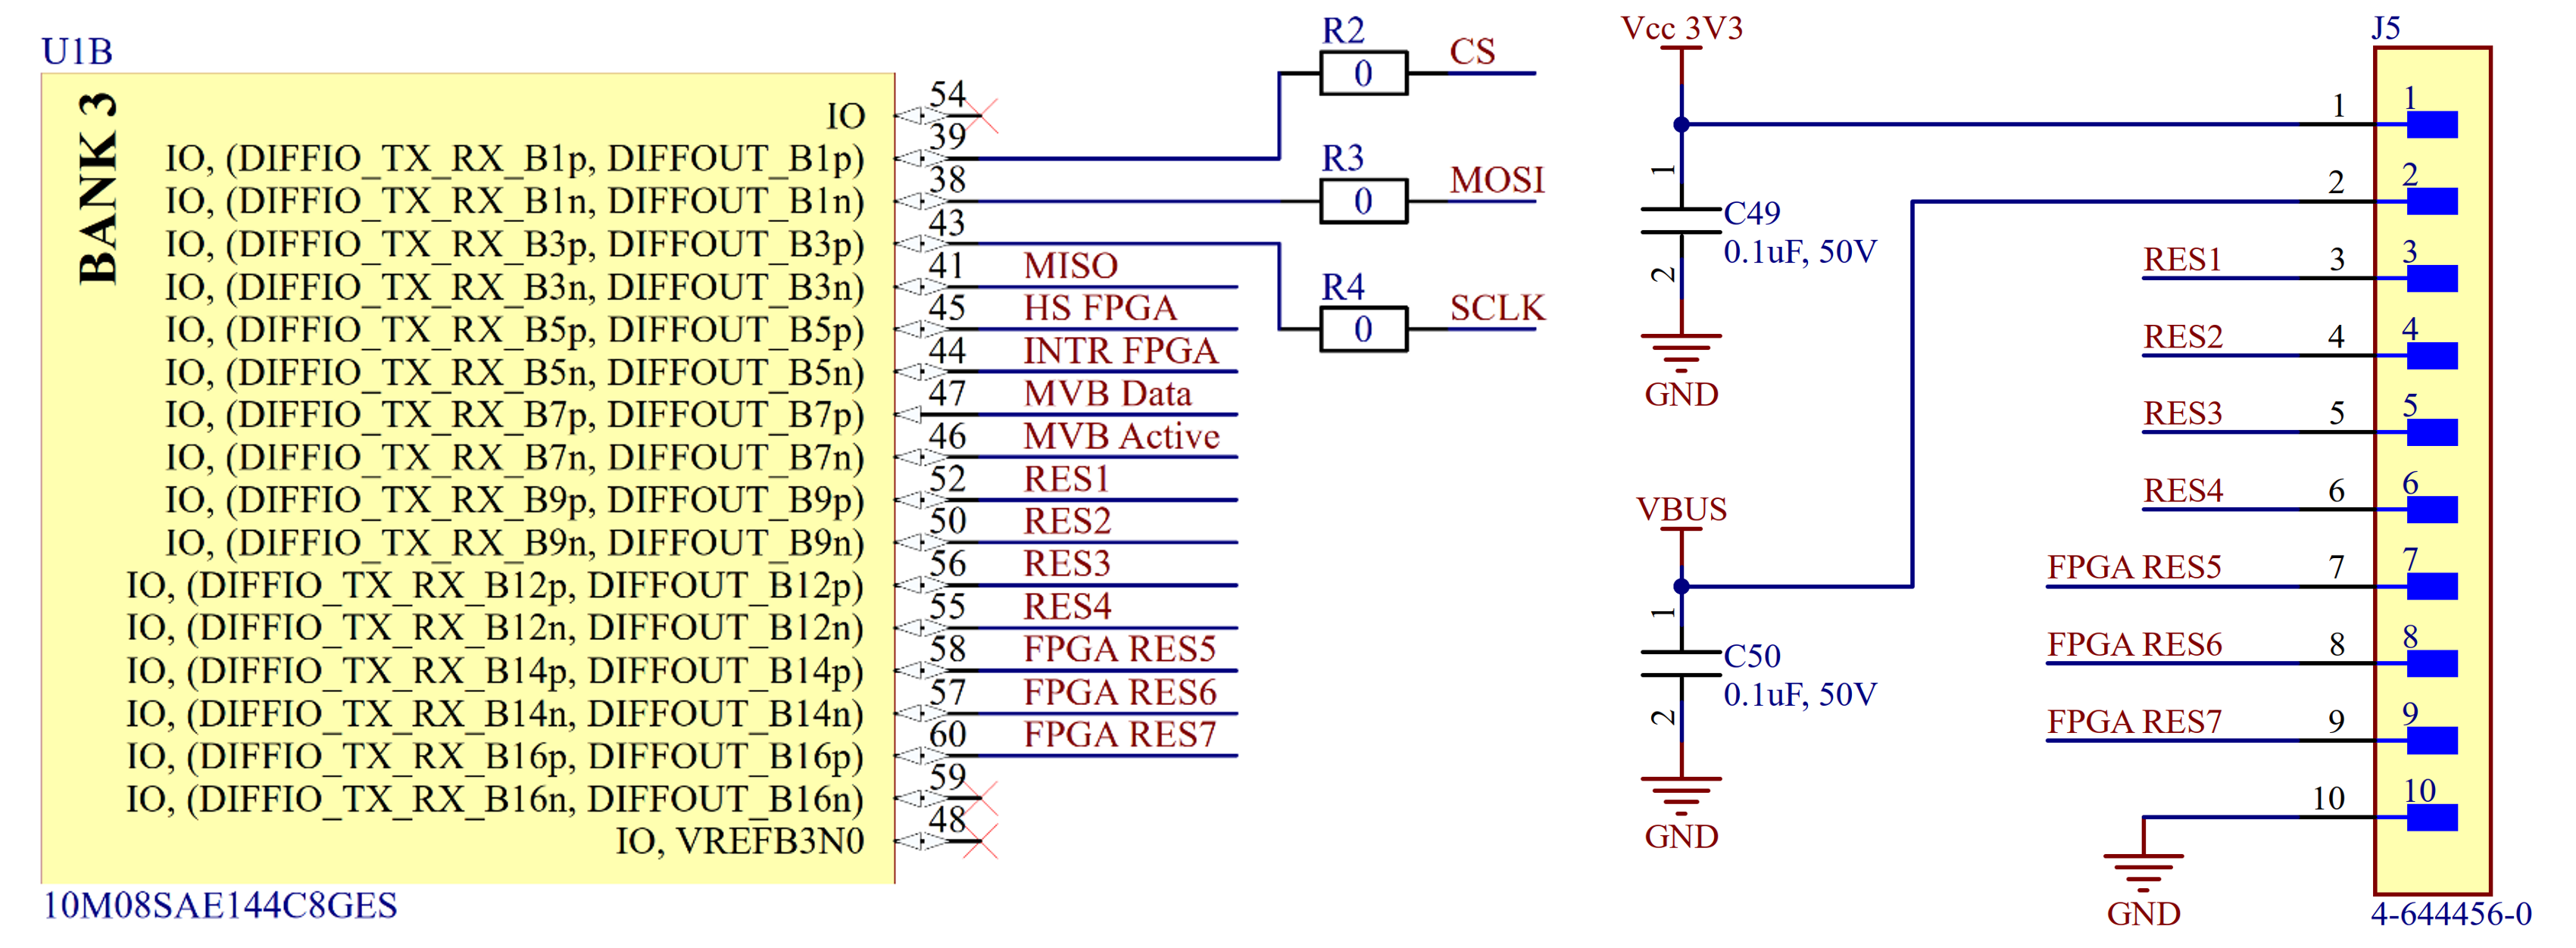 U1B
BANK 3
IO 54
IO, (DIFFIO_TX_RX_B1p, DIFFOUT_B1p) 39
IO, (DIFFIO_TX_RX_B1n, DIFFOUT_B1n) 38
IO, (DIFFIO_TX_RX_B3p, DIFFOUT_B3p) 43
IO, (DIFFIO_TX_RX_B3n, DIFFOUT_B3n) 41 MISO
IO, (DIFFIO_TX_RX_B5p, DIFFOUT_B5p) 45 HS FPGA
IO, (DIFFIO_TX_RX_B5n, DIFFOUT_B5n) 44 INTR FPGA
IO, (DIFFIO_TX_RX_B7p, DIFFOUT_B7p) 47 MVB Data
IO, (DIFFIO_TX_RX_B7n, DIFFOUT_B7n) 46 MVB Active
IO, (DIFFIO_TX_RX_B9p, DIFFOUT_B9p) 52 RES1
IO, (DIFFIO_TX_RX_B9n, DIFFOUT_B9n) 50 RES2
IO, (DIFFIO_TX_RX_B12p, DIFFOUT_B12p) 56 RES3
IO, (DIFFIO_TX_RX_B12n, DIFFOUT_B12n) 55 RES4
IO, (DIFFIO_TX_RX_B14p, DIFFOUT_B14p) 58 FPGA RES5
IO, (DIFFIO_TX_RX_B14n, DIFFOUT_B14n) 57 FPGA RES6
IO, (DIFFIO_TX_RX_B16p, DIFFOUT_B16p) 60 FPGA RES7
IO, (DIFFIO_TX_RX_B16n, DIFFOUT_B16n) 59
IO, VREFB3N0 48
10M08SAE144C8GES
R2
0 CS
R3
0 MOSI
R4
0 SCLK
Vcc 3V3
1
C49
0.1uF, 50V
2
GND
VBUS
1
C50
0.1uF, 50V
2
GND
J5
1 1
2 2
RES1 3 3
RES2 4 4
RES3 5 5
RES4 6 6
FPGA RES5 7 7
FPGA RES6 8 8
FPGA RES7 9 9
10 10
GND
4-644456-0